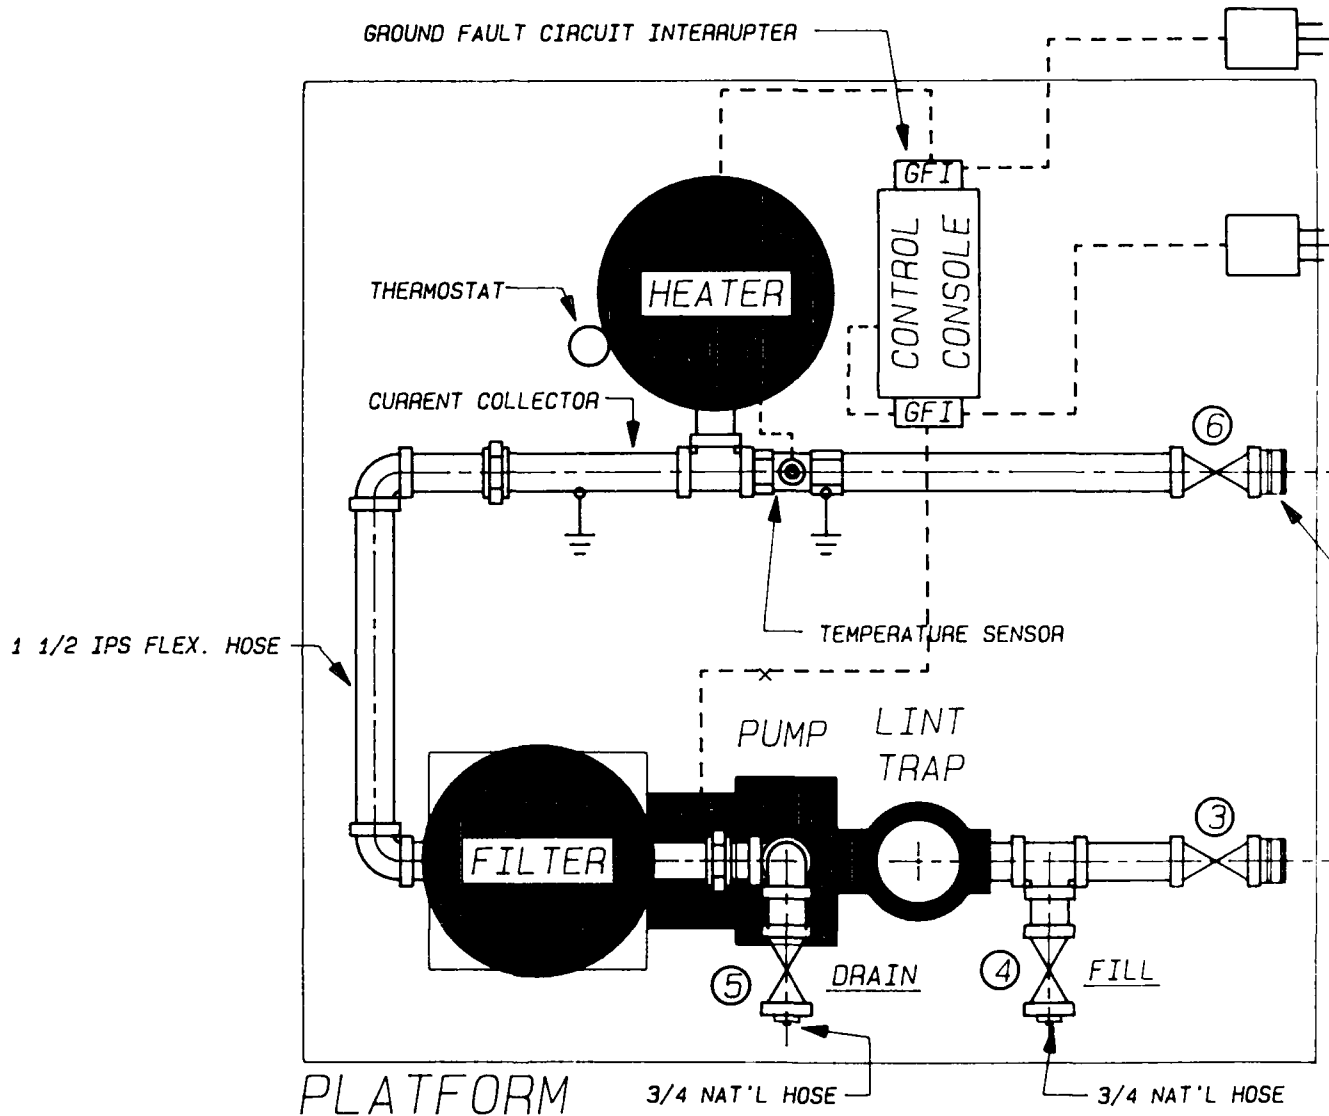 GROUND FAULT CIRCUIT INTERRUPTER
GFI
CONTROL
CONSOLE
HEATER
THERMOSTAT
CURRENT COLLECTOR
GFI
6
TEMPERATURE SENSOR
1 1/2 IPS FLEX. HOSE
PUMP
LINT
TRAP
3
FILTER
5
DRAIN
4
FILL
PLATFORM
3/4 NAT'L HOSE
3/4 NAT'L HOSE